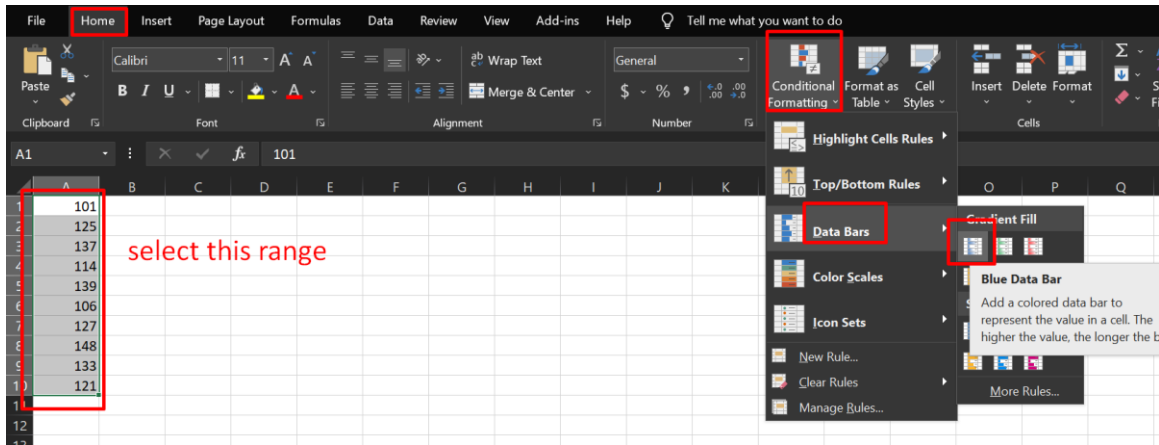 File Home Insert Page Layout Formulas Data Review View Add-ins Help Tell me what you want to do
Calibri 11 A A ab Wrap Text General Conditional Formatting Format as Table Cell Styles Insert Delete Format
Paste B I U A Merge & Center $ % , .0 .00 .00 .0
Clipboard Font Alignment Number Cells
A1 fx 101
Highlight Cells Rules
A B C D E F G H I J K O P Q
Top/Bottom Rules
Gradient Fill
1 101
2 125
3 137
4 114
5 139
6 106
7 127
8 148
9 133
10 121
11
12
select this range
Data Bars
Color Scales
Icon Sets
New Rule...
Clear Rules
Manage Rules...
Blue Data Bar
Add a colored data bar to
represent the value in a cell. The
higher the value, the longer the b
More Rules...